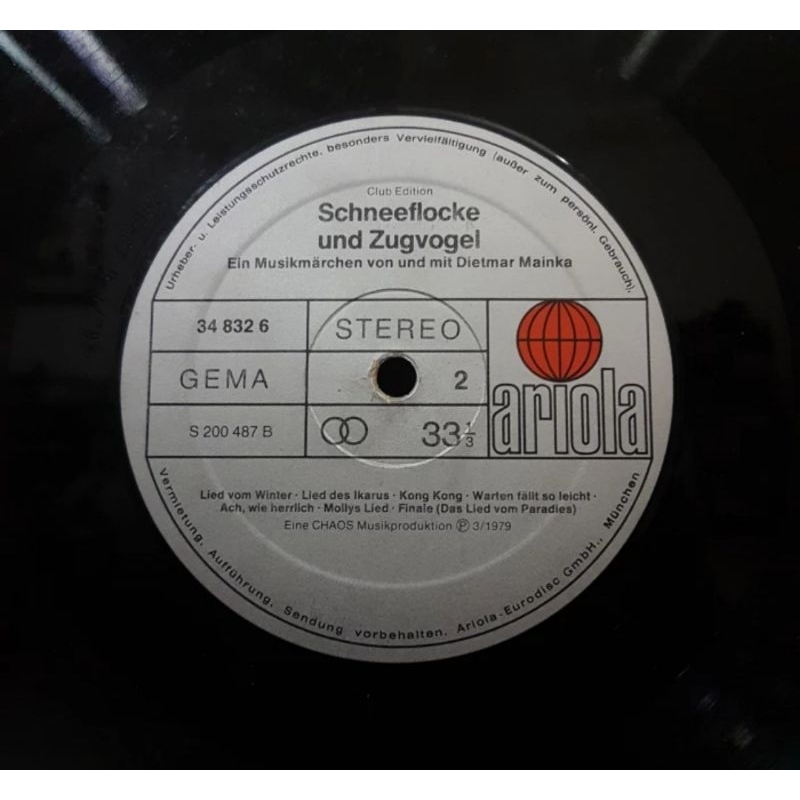 Urheber- u. Leistungsschutzrechte, besonders Vervielfältigung (außer zum persönl. Gebrauch),
Club Edition
Schneeflocke
und Zugvogel
Ein Musikmärchen von und mit Dietmar Mainka
34 832 6
STEREO
GEMA
2
S 200 487 B
33 1/3
ariola
Lied vom Winter · Lied des Ikarus · Kong Kong · Warten fällt so leicht ·
Ach, wie herrlich · Mollys Lied · Finale (Das Lied vom Paradies)
Eine CHAOS Musikproduktion Ⓟ 3/1979
Vermietung, Aufführung, Sendung vorbehalten. Ariola-Eurodisc GmbH., München